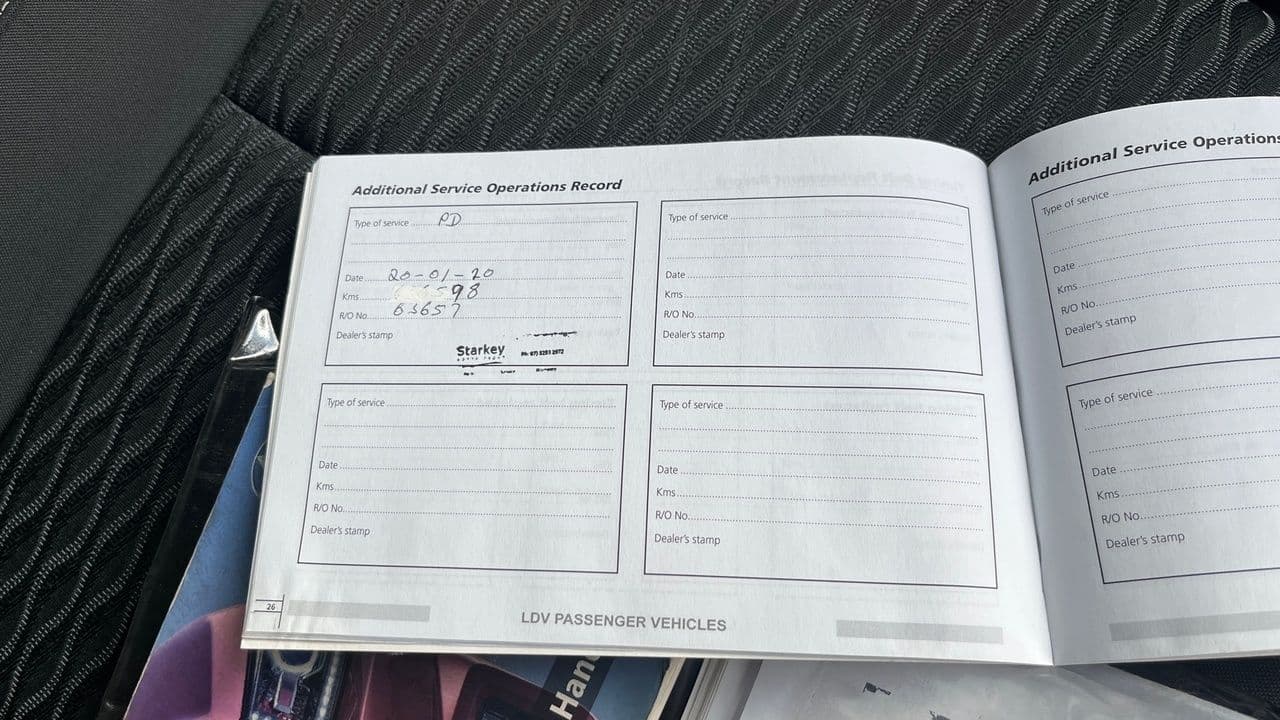 Additional Service Operations Record
Type of service PD
Date 20-01-20
Kms 98
R/O No. 63657
Dealer's stamp
Starkey
Type of service
Date
Kms
R/O No.
Dealer's stamp
Type of service
Date
Kms
R/O No.
Dealer's stamp
Type of service
Date
Kms
R/O No.
Dealer's stamp
26
LDV PASSENGER VEHICLES
Additional Service Operations
Type of service
Date
Kms
R/O No.
Dealer's stamp
Type of service
Date
Kms
R/O No.
Dealer's stamp
Han